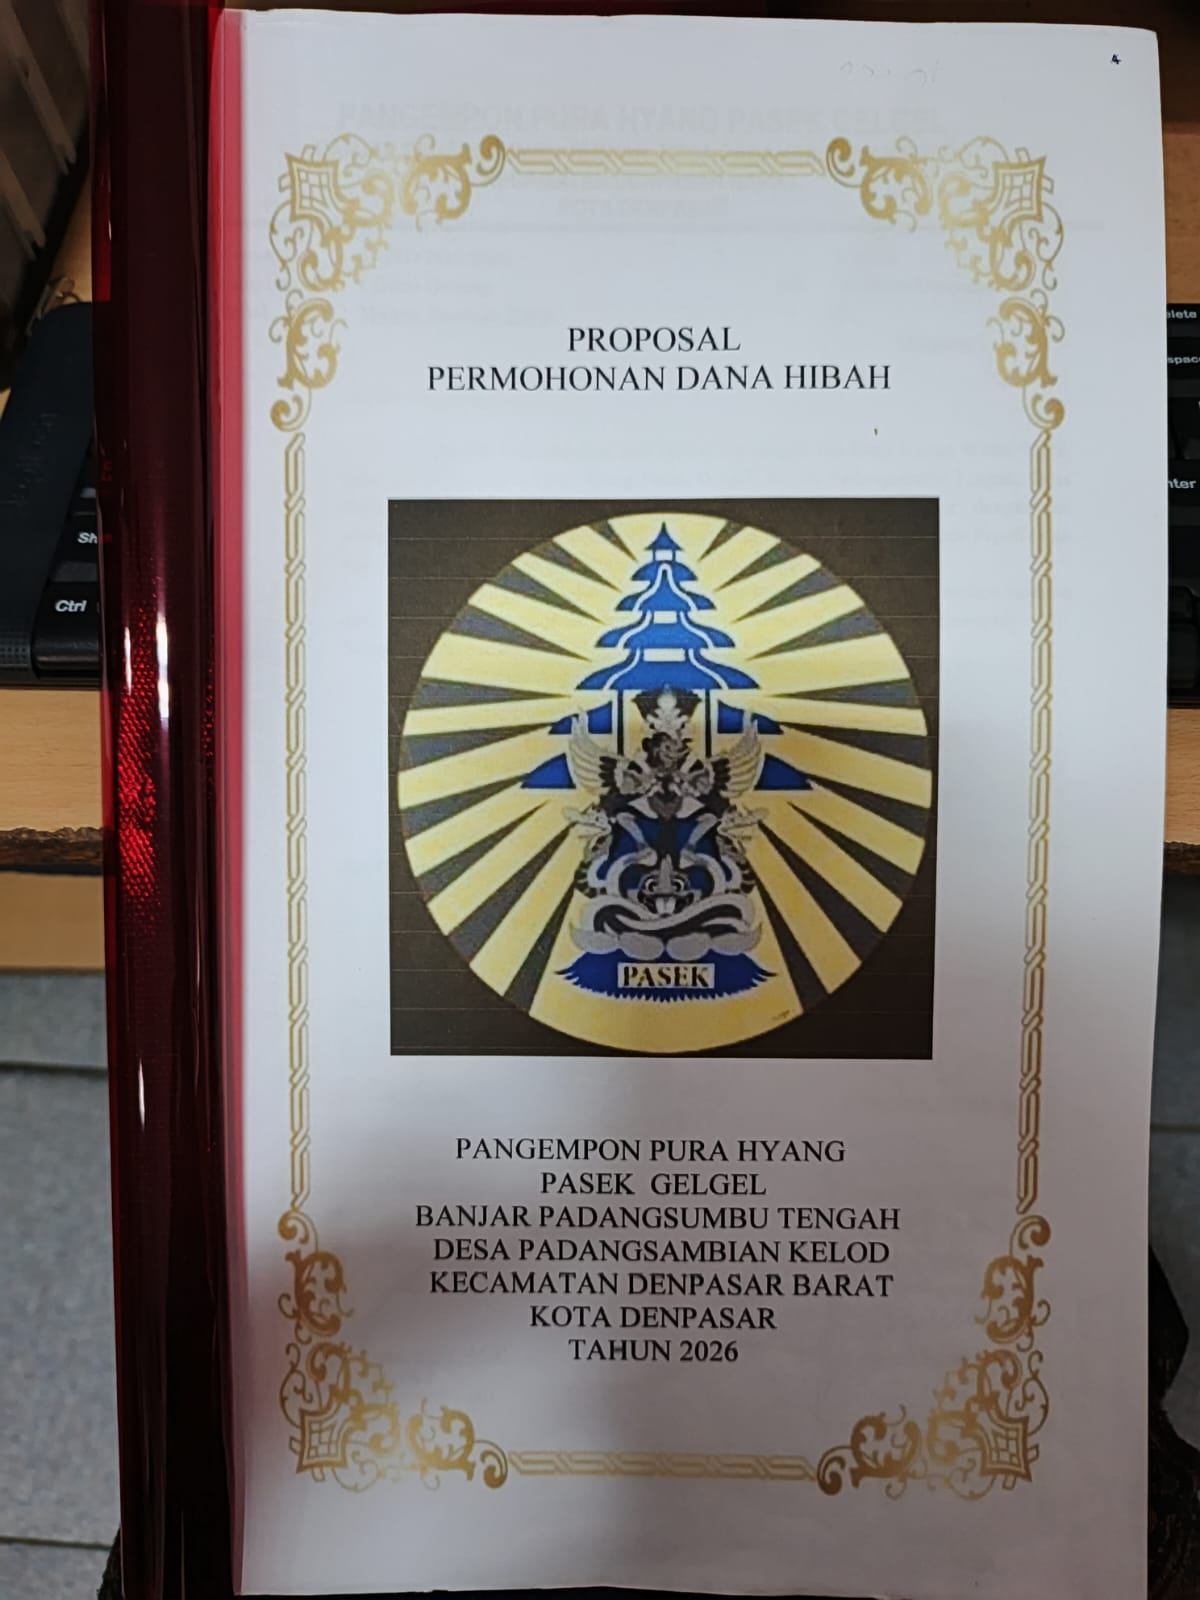 PROPOSAL
PERMOHONAN DANA HIBAH
PASEK
PANGEMPON PURA HYANG
PASEK GELGEL
BANJAR PADANGSUMBU TENGAH
DESA PADANGSAMBIAN KELOD
KECAMATAN DENPASAR BARAT
KOTA DENPASAR
TAHUN 2026
Ctrl